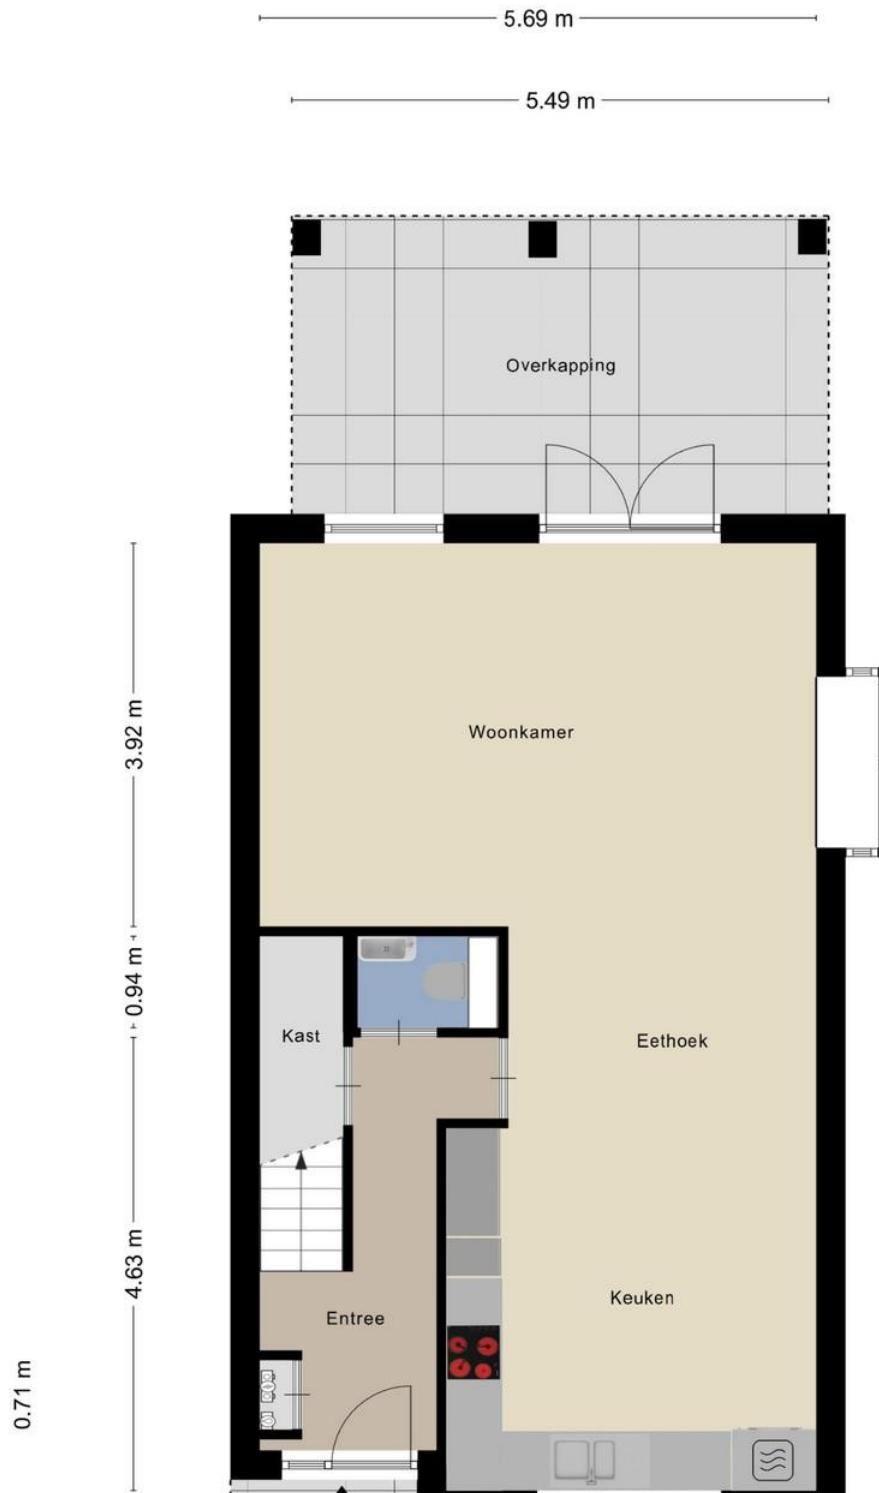 5.69 m
5.49 m
Overkapping
3.92 m
Woonkamer
0.94 m
Kast
Eethoek
4.63 m
Keuken
Entree
0.71 m